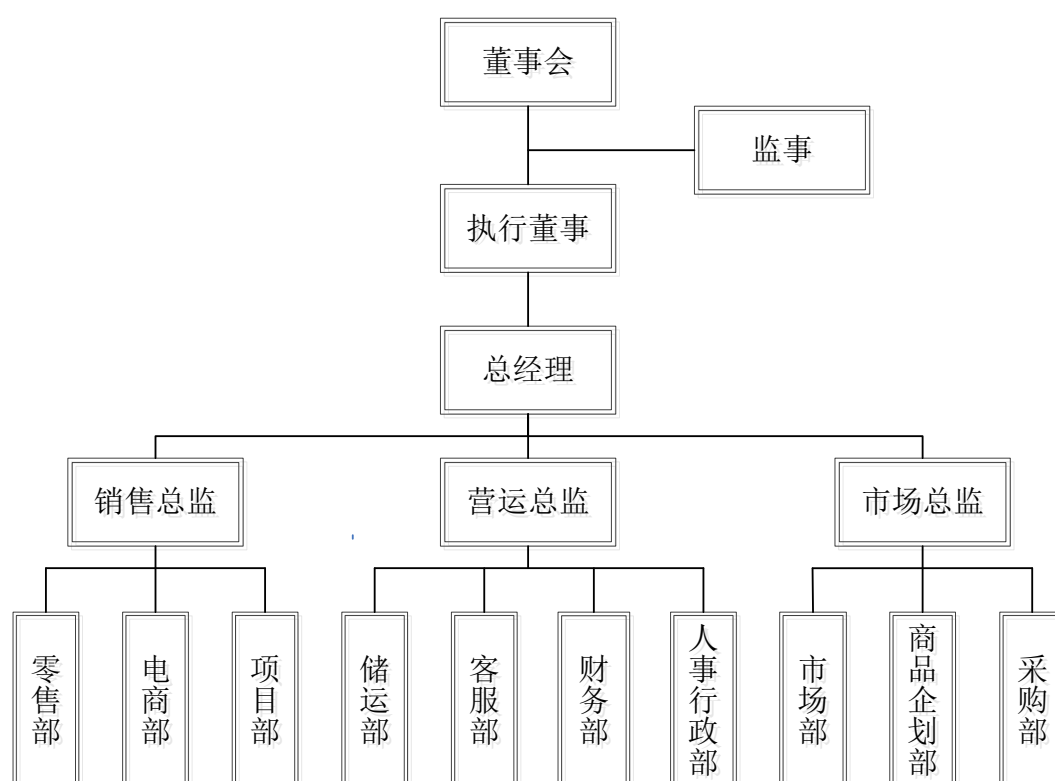 董事会
监事
执行董事
总经理
销售总监
营运总监
市场总监
零售部
电商部
项目部
储运部
客服部
财务部
人事行政部
市场部
商品企划部
采购部